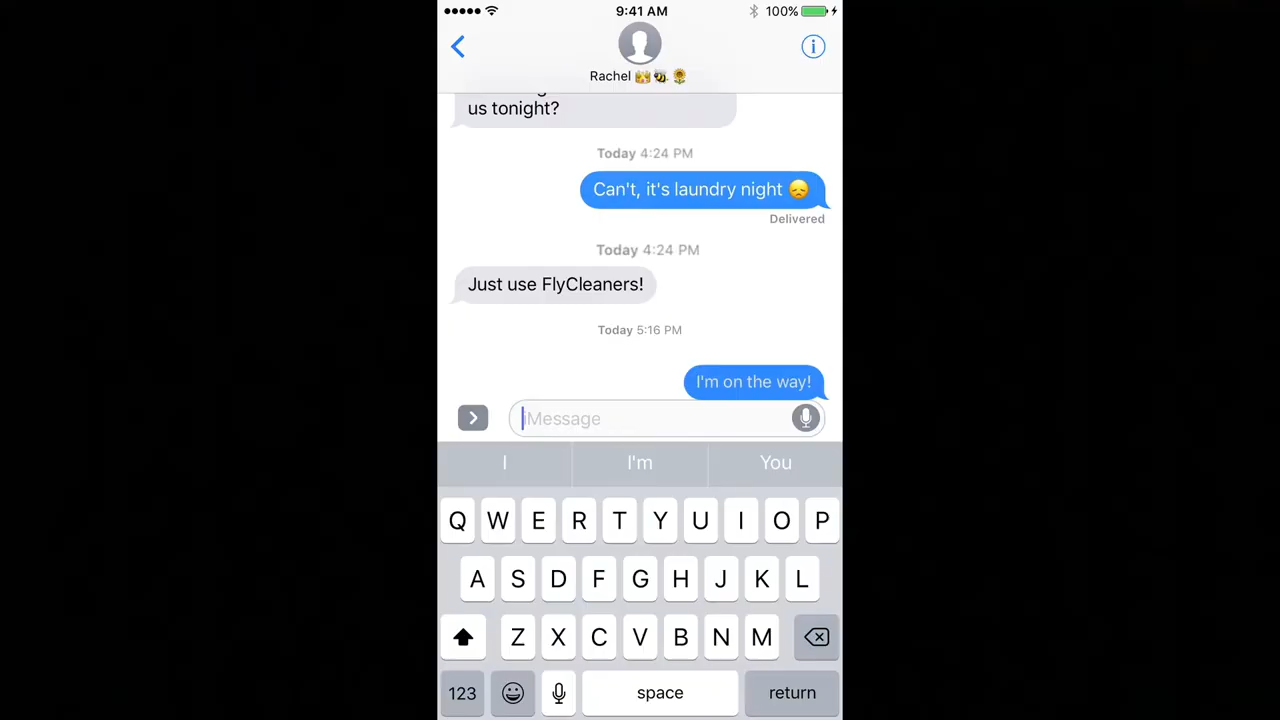 9:41 AM
100%
Rachel 👑🐝🌻
us tonight?
Today 4:24 PM
Can't, it's laundry night 😞
Delivered
Today 4:24 PM
Just use FlyCleaners!
Today 5:16 PM
I'm on the way!
iMessage
I I'm You
Q W E R T Y U I O P
A S D F G H J K L
Z X C V B N M
123 space return